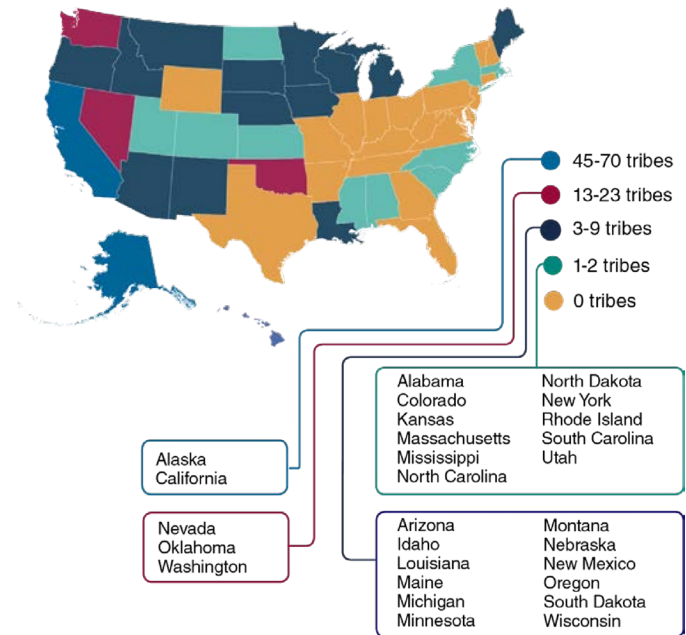 45-70 tribes
13-23 tribes
3-9 tribes
1-2 tribes
0 tribes
Alabama
Colorado
Kansas
Massachusetts
Mississippi
North Carolina
North Dakota
New York
Rhode Island
South Carolina
Utah
Alaska
California
Nevada
Oklahoma
Washington
Arizona
Idaho
Louisiana
Maine
Michigan
Minnesota
Montana
Nebraska
New Mexico
Oregon
South Dakota
Wisconsin